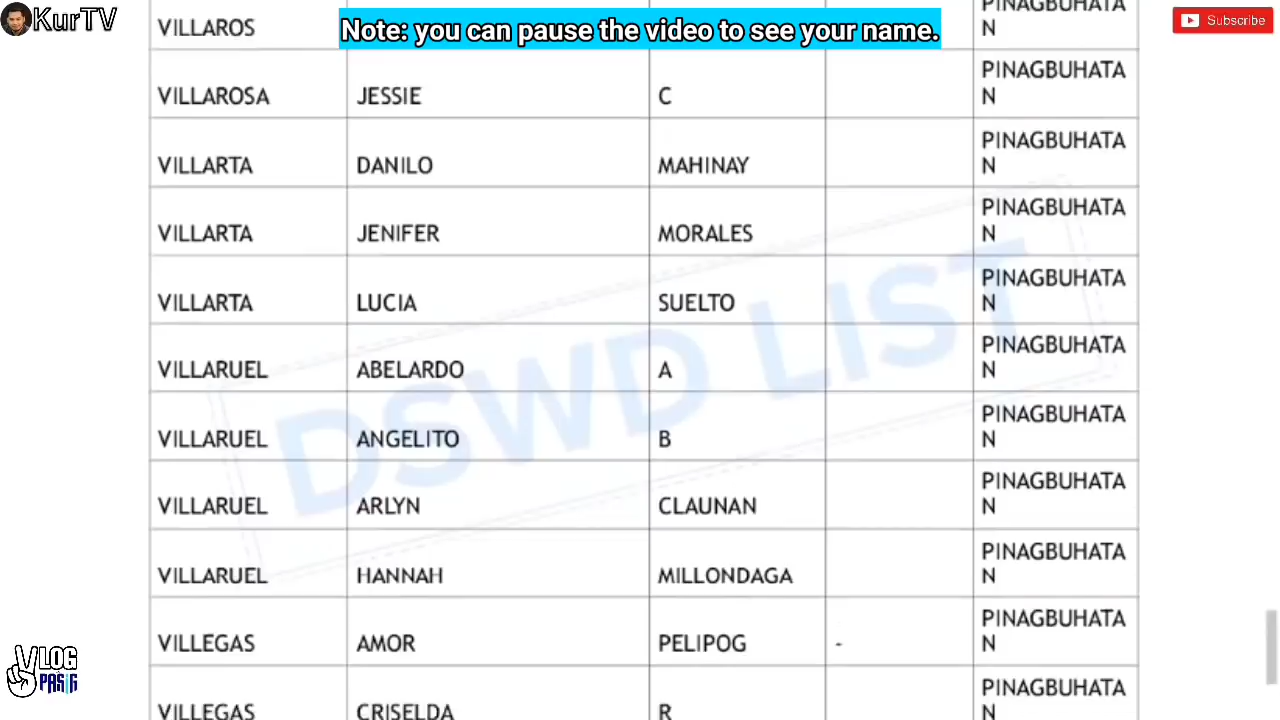 KurTV
Note: you can pause the video to see your name.
Subscribe
VILLAROS PINAGBUHATA
N
VILLAROSA JESSIE C PINAGBUHATA
N
VILLARTA DANILO MAHINAY PINAGBUHATA
N
VILLARTA JENIFER MORALES PINAGBUHATA
N
VILLARTA LUCIA SUELTO PINAGBUHATA
N
VILLARUEL ABELARDO A PINAGBUHATA
N
VILLARUEL ANGELITO B PINAGBUHATA
N
VILLARUEL ARLYN CLAUNAN PINAGBUHATA
N
VILLARUEL HANNAH MILLONDAGA PINAGBUHATA
N
VILLEGAS AMOR PELIPOG - PINAGBUHATA
N
VILLEGAS CRISELDA R PINAGBUHATA
N
DSWD LIST
VLOG
PASIG